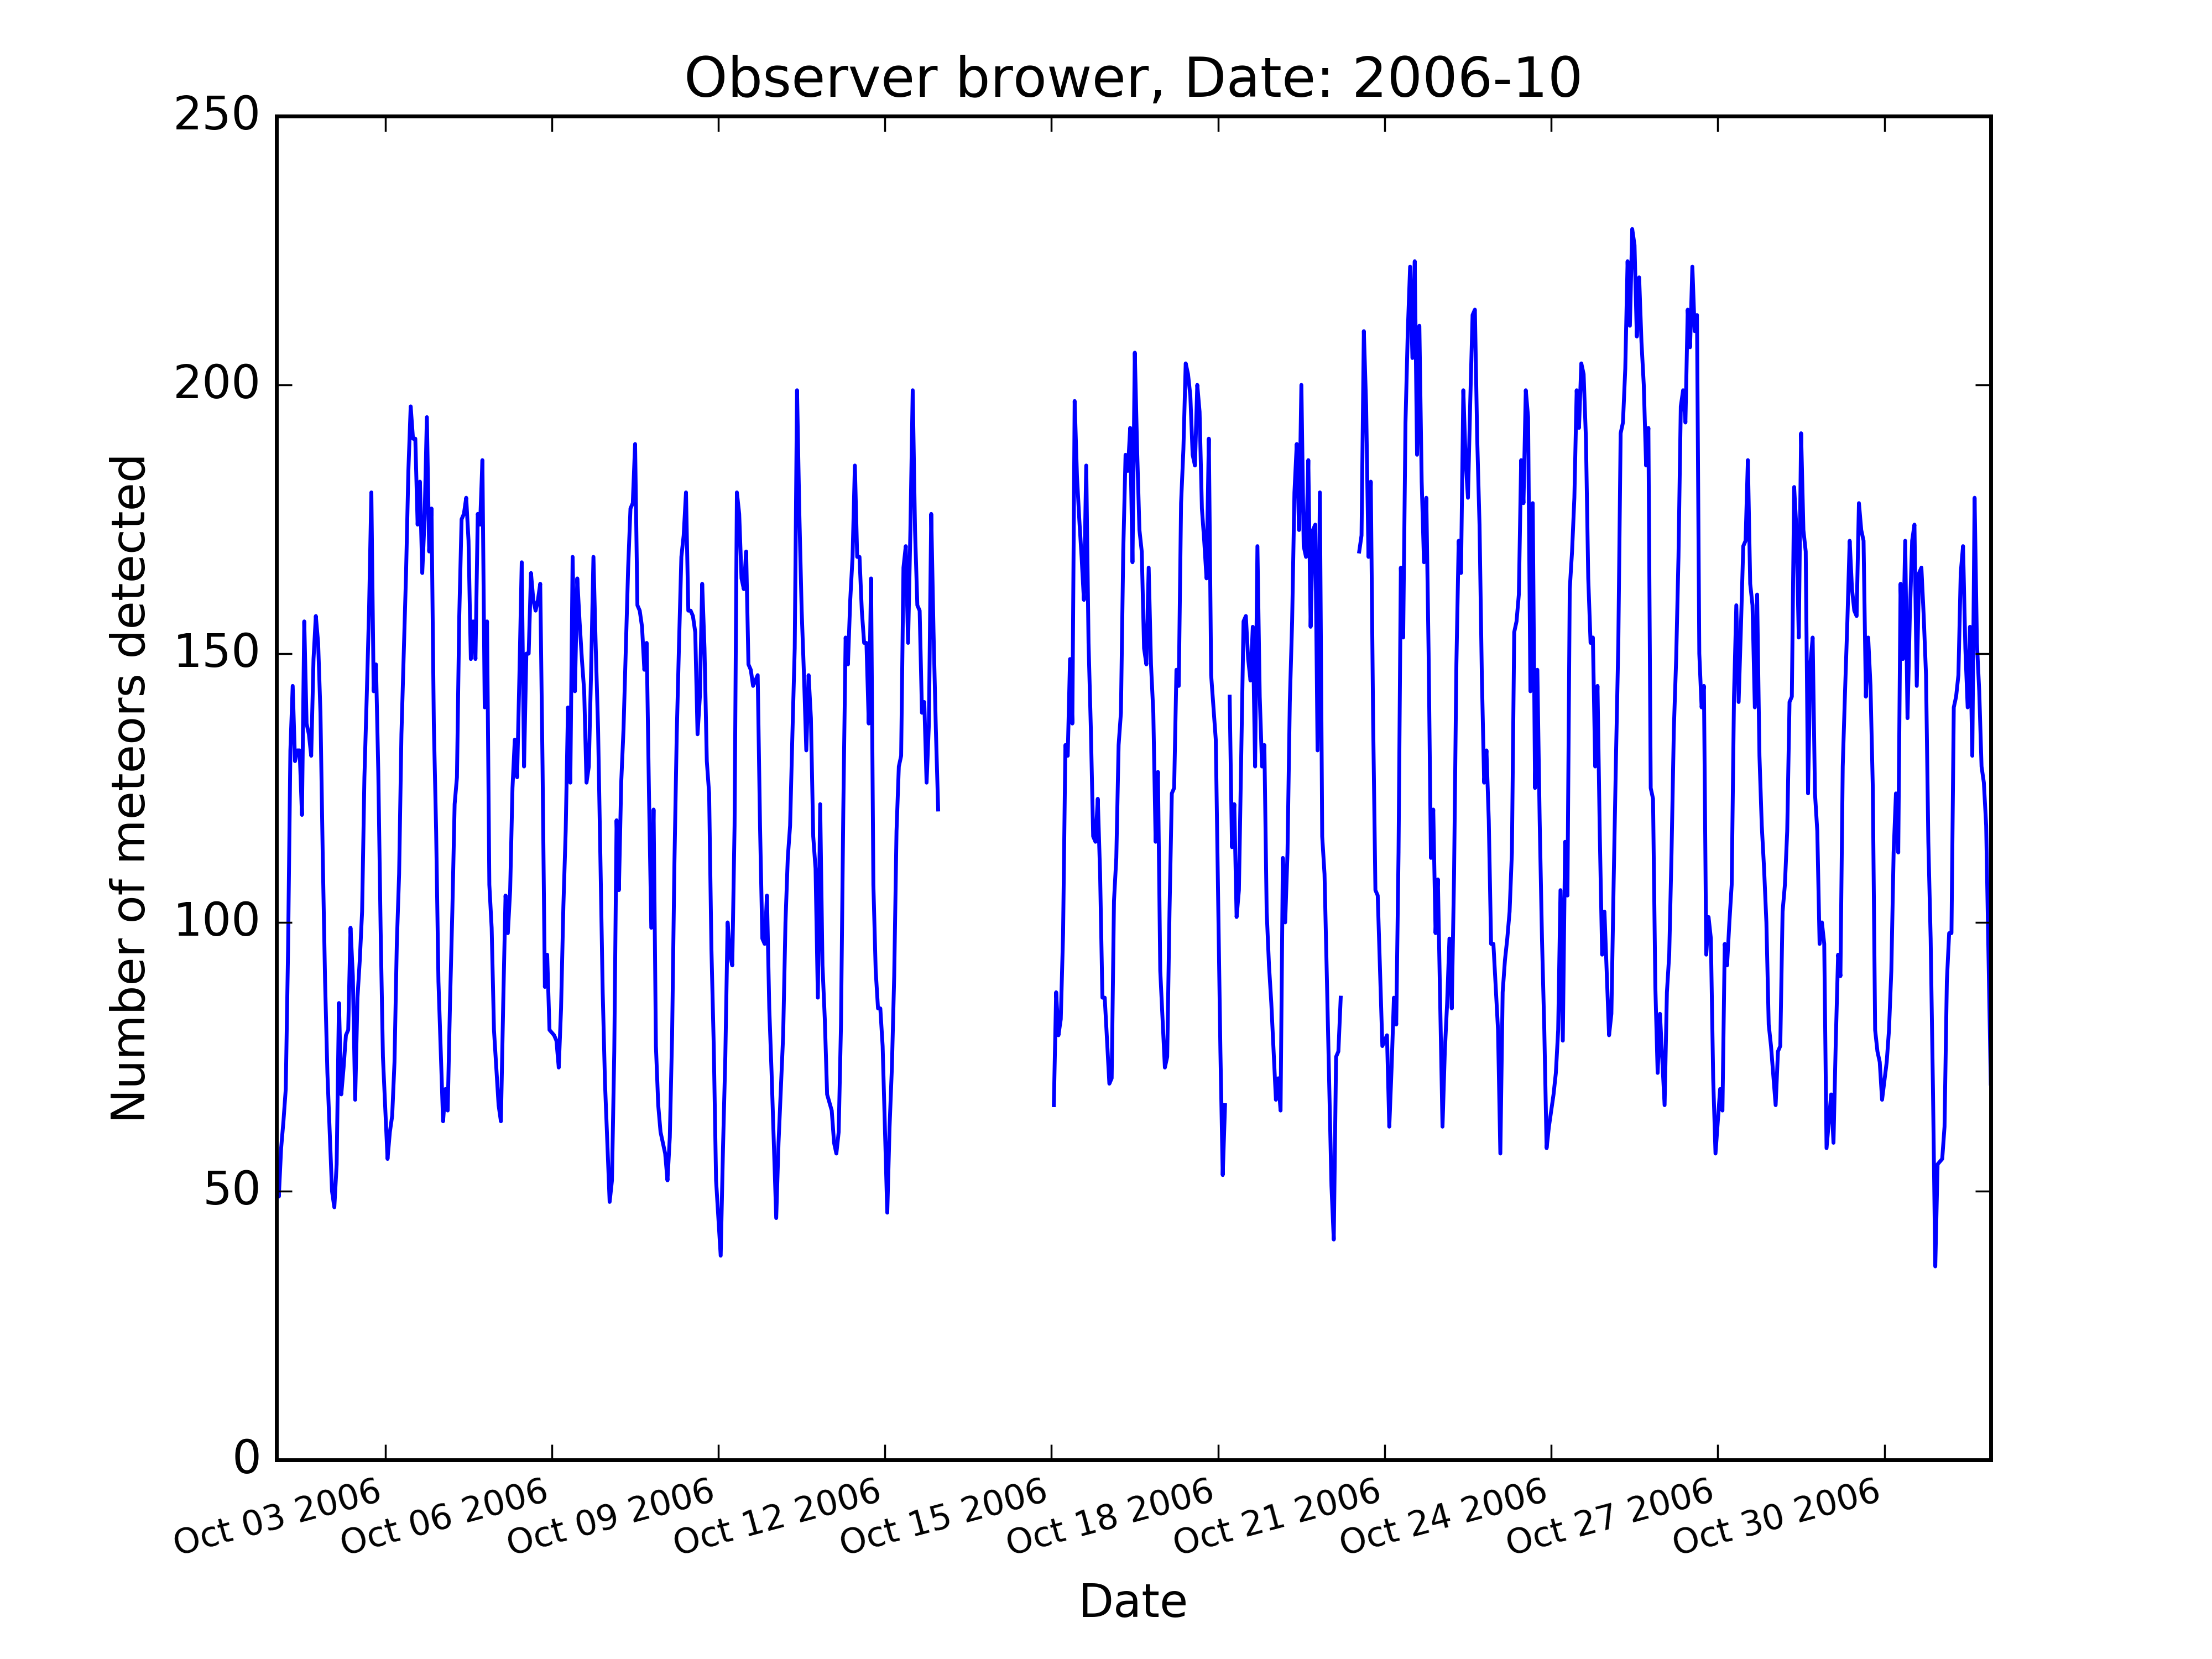 Observer brower, Date: 2006-10
Number of meteors detected
250
200
150
100
50
0
Oct 03 2006
Oct 06 2006
Oct 09 2006
Oct 12 2006
Oct 15 2006
Oct 18 2006
Oct 21 2006
Oct 24 2006
Oct 27 2006
Oct 30 2006
Date